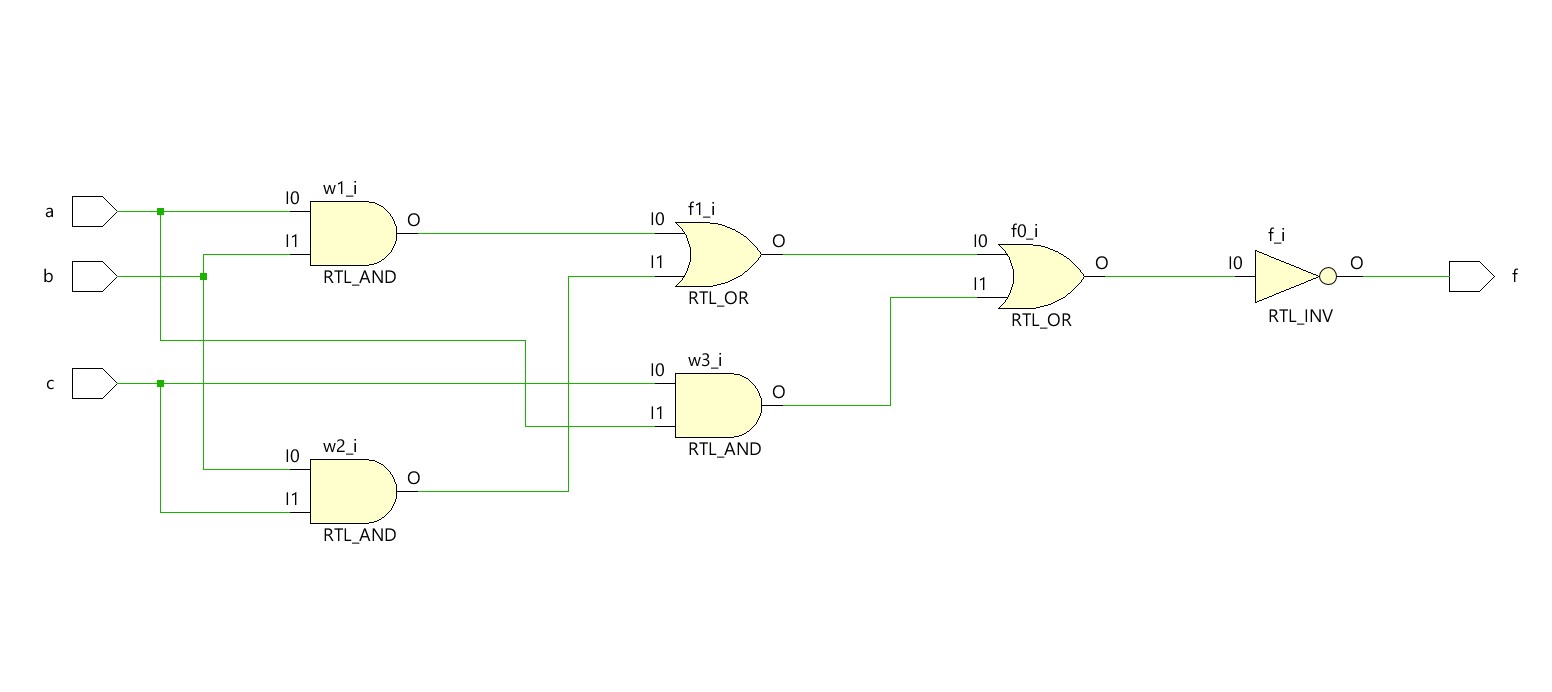 a
b
c
I0
I1
w1_i
O
RTL_AND
I0
I1
w2_i
O
RTL_AND
I0
I1
f1_i
O
RTL_OR
I0
I1
w3_i
O
RTL_AND
I0
I1
f0_i
O
RTL_OR
I0
f_i
O
RTL_INV
f